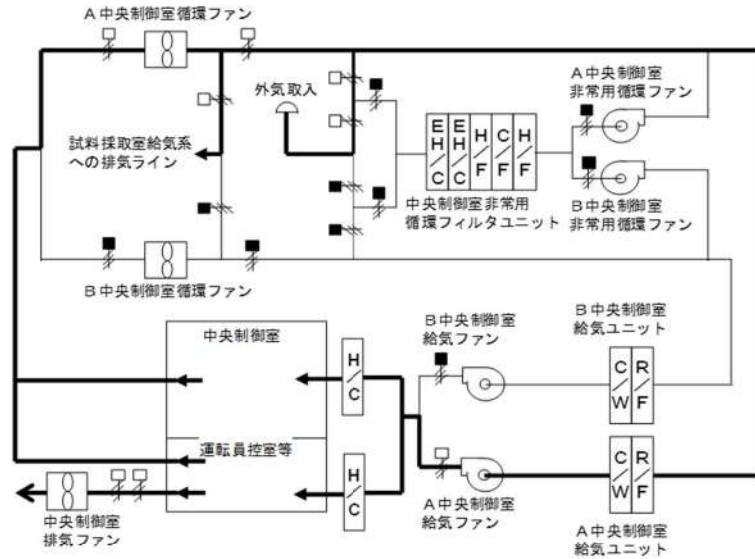 A中央制御室循環ファン
外気取入
A中央制御室
非常用循環ファン
試料採取室給気系
への排気ライン
EH/C
EH/C
H/F
C/F
H/F
中央制御室非常用
循環フィルタユニット
B中央制御室
非常用循環ファン
B中央制御室循環ファン
中央制御室
H/C
B中央制御室
給気ファン
B中央制御室
給気ユニット
C/W
R/F
運転員控室等
H/C
中央制御室
排気ファン
A中央制御室
給気ファン
C/W
R/F
A中央制御室
給気ユニット